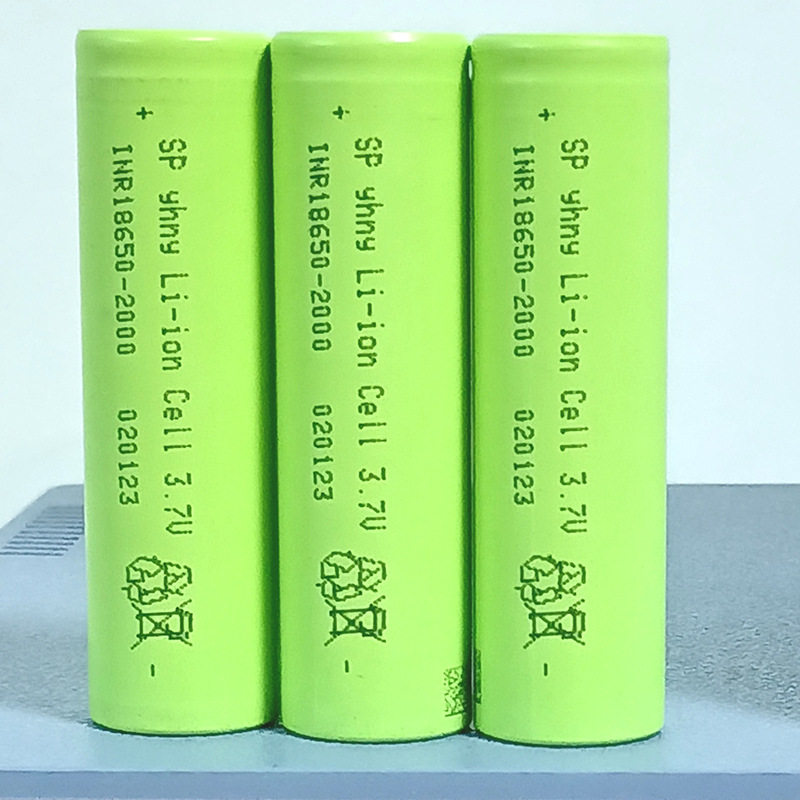 +
SP yhny Li-ion Cell 3.7V
INR18650-2000 020123
-
+
SP yhny Li-ion Cell 3.7V
INR18650-2000 020123
-
+
SP yhny Li-ion Cell 3.7V
INR18650-2000 020123
-